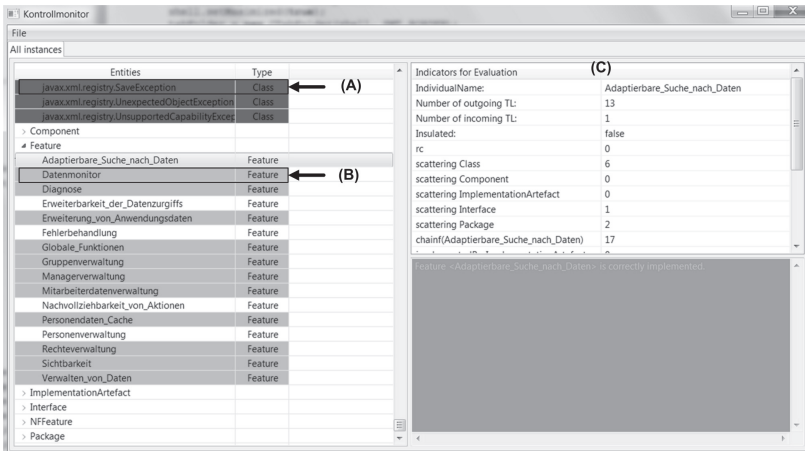 Kontrollmonitor
File
All instances
Entities Type
javax.xml.registry.SaveException Class
javax.xml.registry.UnexpectedObjectException Class
javax.xml.registry.UnsupportedCapabilityExcep Class
Component
Feature
Adaptierbare_Suche_nach_Daten Feature
Datenmonitor Feature
Diagnose Feature
Erweiterbarkeit_der_Datenzurgiffs Feature
Erweiterung_von_Anwendungsdaten Feature
Fehlerbehandlung Feature
Globale_Funktionen Feature
Gruppenverwaltung Feature
Managerverwaltung Feature
Mitarbeiterdatenverwaltung Feature
Nachvollziehbarkeit_von_Aktionen Feature
Personendaten_Cache Feature
Personenverwaltung Feature
Rechteverwaltung Feature
Sichtbarkeit Feature
Verwalten_von_Daten Feature
ImplementationArtefact
Interface
NFFeature
Package
(A)
(B)
Indicators for Evaluation (C)
IndividualName: Adaptierbare_Suche_nach_Daten
Number of outgoing TL: 13
Number of incoming TL: 1
Insulated: false
rc 0
scattering Class 6
scattering Component 0
scattering ImplementationArtefact 0
scattering Interface 1
scattering Package 2
chainf(Adaptierbare_Suche_nach_Daten) 17
Feature <Adaptierbare_Suche_nach_Daten> is correctly implemented.